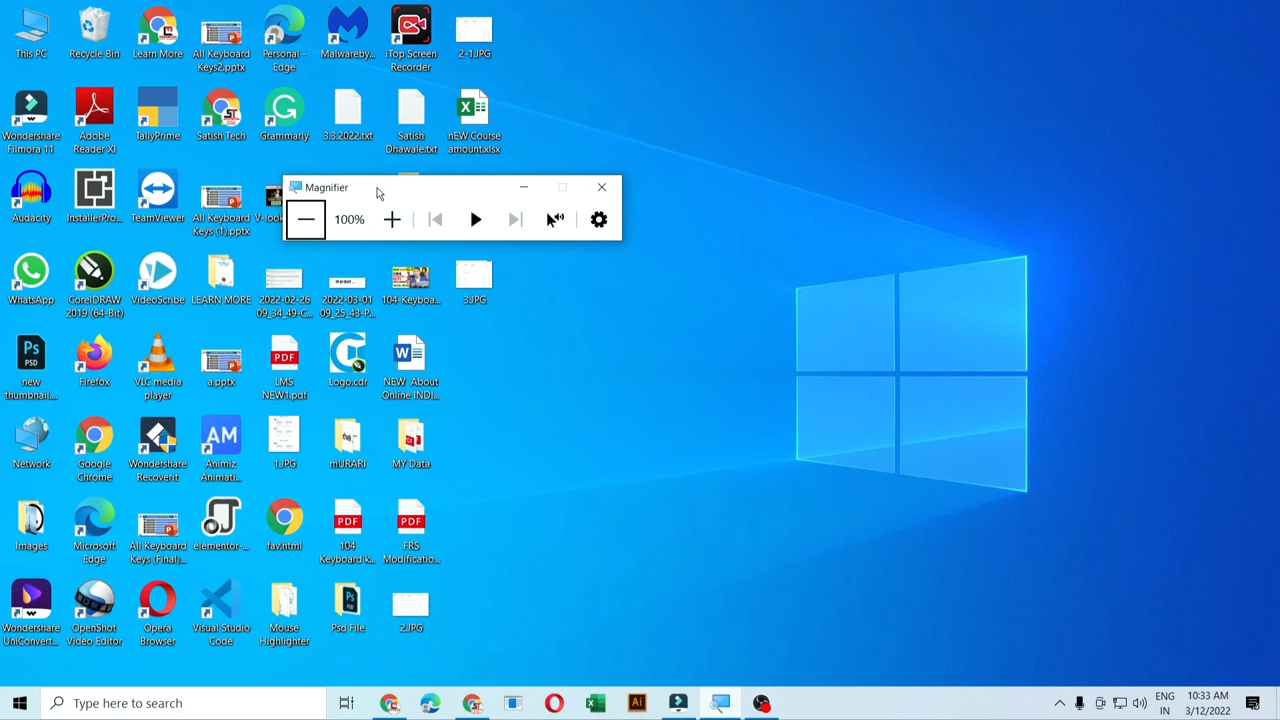 This PC
Recycle Bin
Learn More
All Keyboard
Keys2.pptx
Personal -
Edge
Malwareby...
iTop Screen
Recorder
2-1JPG
Wondershare
Filmora 11
Adobe
Reader XI
TallyPrime
Satish Tech
Grammarly
3.3.2022.txt
Satish
Dhawale.txt
nEW Course
amount.xlsx
Audacity
InstallerPro...
TeamViewer
All Keyboard
Keys (1).pptx
V-look
Magnifier
100%
WhatsApp
CorelDRAW
2019 (64-Bit)
VideoScribe
LEARN MORE
2022-02-26
09_34_49-C...
2022-03-01
09_25_43-P...
104-Keyboa...
3.JPG
new
thumbnail....
Firefox
VLC media
player
a.pptx
LMS
NEW1.pdf
Logo.cdr
NEW About
Online INDI...
Network
Google
Chrome
Wondershare
Recoverit
Animiz
Animati...
1.JPG
mURARI
MY Data
Images
Microsoft
Edge
All Keyboard
Keys (Final)...
elementor-...
fav.html
104
Keyboard k...
FRS
Modificatio...
Wondershare
UniConvert...
OpenShot
Video Editor
Opera
Browser
Visual Studio
Code
Mouse
Highlighter
Psd File
2.JPG
Type here to search
ENG
IN
10:33 AM
3/12/2022